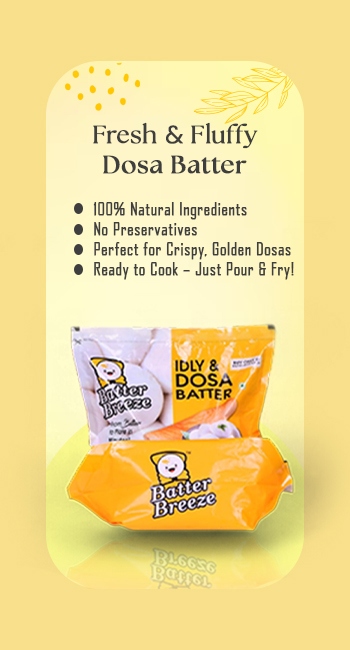 Fresh & Fluffy
Dosa Batter
100% Natural Ingredients
No Preservatives
Perfect for Crispy, Golden Dosas
Ready to Cook – Just Pour & Fry!
IDLY &
DOSA
BATTER
Batter
Breeze
Batter
Breeze